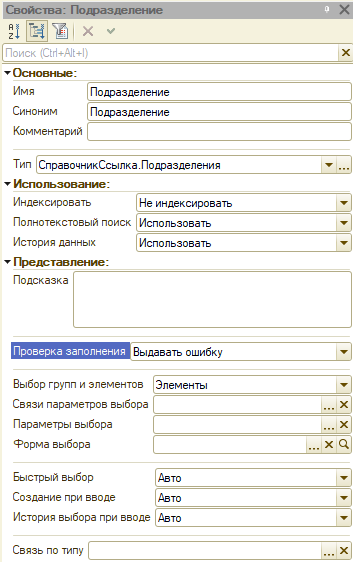 Свойства: Подразделение
Поиск (Ctrl+Alt+I)
Основные:
Имя Подразделение
Синоним Подразделение
Комментарий
Тип СправочникСсылка.Подразделения
Использование:
Индексировать Не индексировать
Полнотекстовый поиск Использовать
История данных Использовать
Представление:
Подсказка
Проверка заполнения Выдавать ошибку
Выбор групп и элементов Элементы
Связи параметров выбора
Параметры выбора
Форма выбора
Быстрый выбор Авто
Создание при вводе Авто
История выбора при вводе Авто
Связь по типу